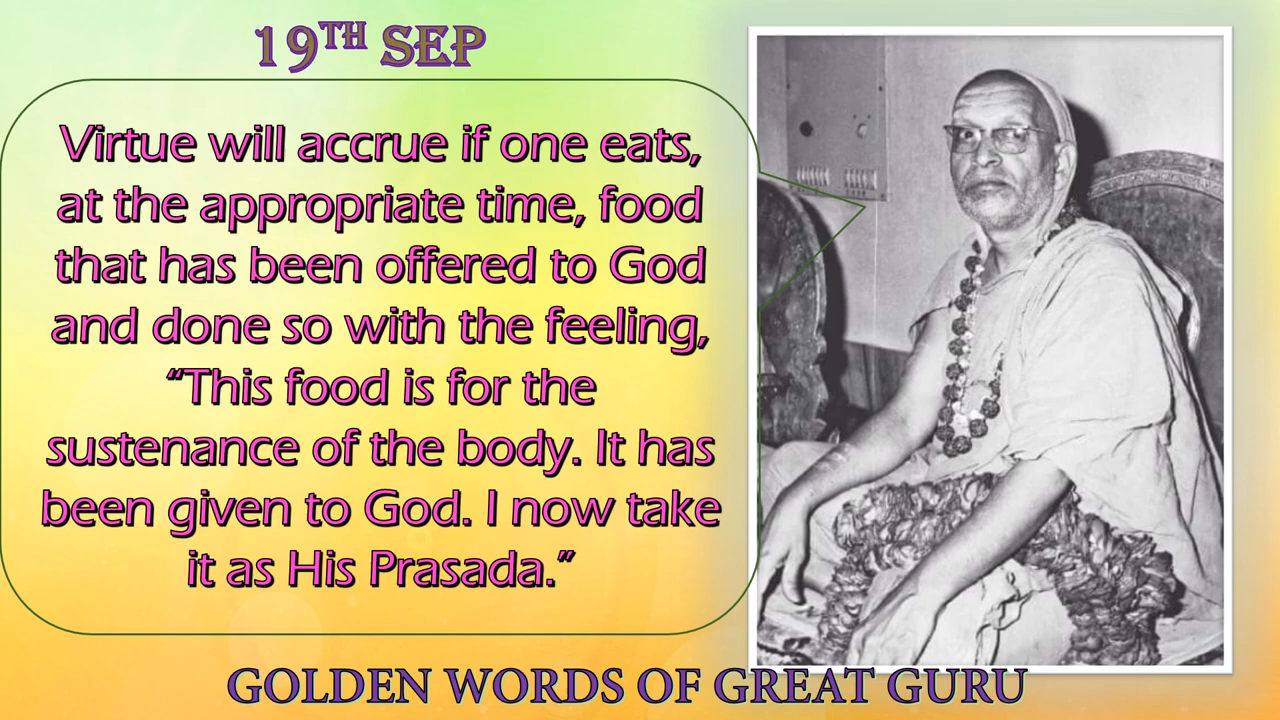 19TH SEP
Virtue will accrue if one eats,
at the appropriate time, food
that has been offered to God
and done so with the feeling,
“This food is for the
sustenance of the body. It has
been given to God. I now take
it as His Prasada.”
GOLDEN WORDS OF GREAT GURU